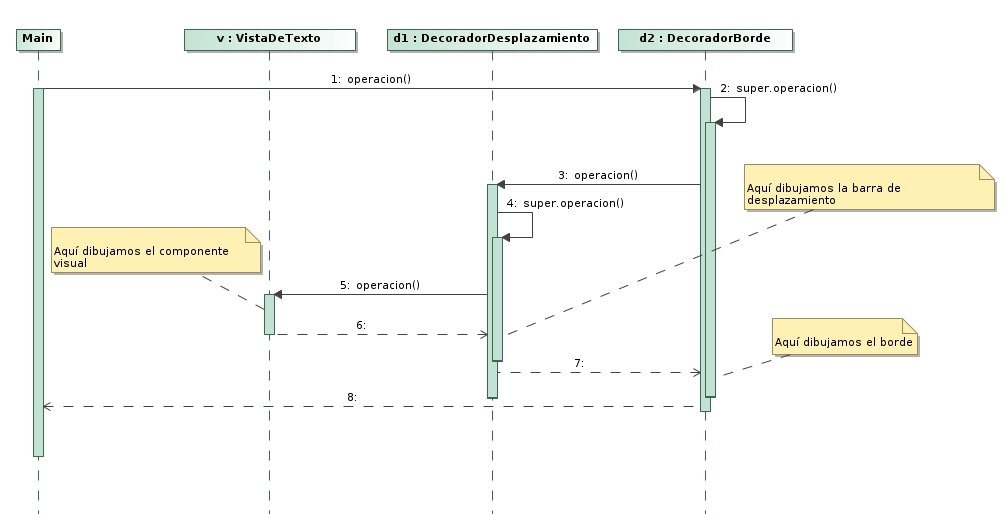 Main
v : VistaDeTexto
d1 : DecoradorDesplazamiento
d2 : DecoradorBorde
1: operacion()
2: super.operacion()
3: operacion()
Aquí dibujamos la barra de
desplazamiento
4: super.operacion()
Aquí dibujamos el componente
visual
5: operacion()
6:
Aquí dibujamos el borde
7:
8: